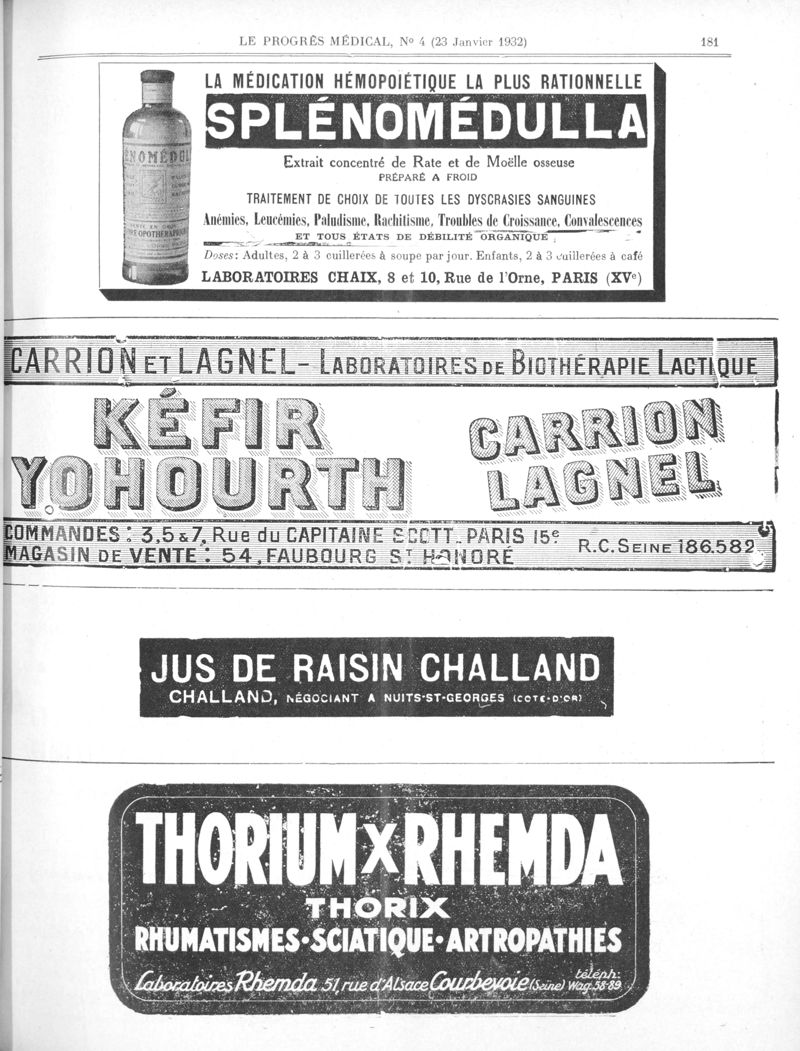 LE PROGRÈS MÉDICAL, Nº 4 (23 Janvier 1932) 181
LA MÉDICATION HÉMOPOIÉTIQUE LA PLUS RATIONNELLE
SPLÉNOMÉDULLA
Extrait concentré de Rate et de Moëlle osseuse
PRÉPARÉ A FROID
TRAITEMENT DE CHOIX DE TOUTES LES DYSCRASIES SANGUINES
Anémies, Leucémies, Paludisme, Rachitisme, Troubles de Croissance, Convalescences
ET TOUS ÉTATS DE DÉBILITÉ ORGANIQUE
Doses: Adultes, 2 à 3 cuillerées à soupe par jour. Enfants, 2 à 3 cuillerées à café
LABORATOIRES CHAIX, 8 et 10, Rue de l'Orne, PARIS (XVe)
CARRION ET LAGNEL - LABORATOIRES DE BIOTHÉRAPIE LACTIQUE
KÉFIR
YOHOURTH
CARRION
LAGNEL
COMMANDES: 3,5 & 7, Rue du CAPITAINE SCOTT.. PARIS 15e
MAGASIN DE VENTE: 54, FAUBOURG ST HONORÉ
R.C. SEINE 186.582
JUS DE RAISIN CHALLAND
CHALLAND, NÉGOCIANT A NUITS-ST-GEORGES (COTE-D'OR)
THORIUM X RHEMDA
THORIX
RHUMATISMES·SCIATIQUE·ARTROPATHIES
Laboratoires Rhemda 51, rue d'Alsace Courbevoie (Seine) téléph: Wag. 58-89